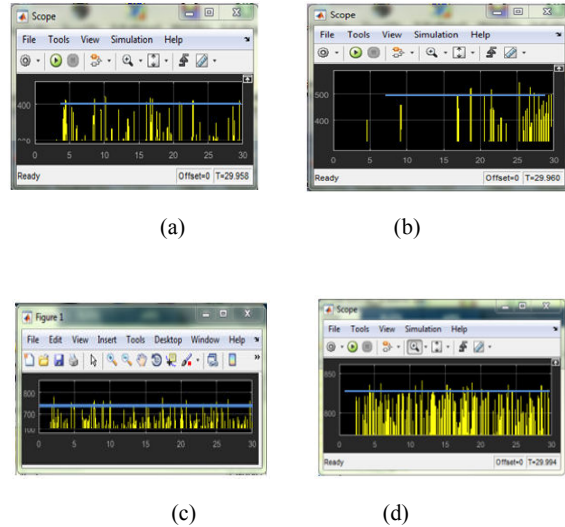 Scope
File Tools View Simulation Help
400
200
0 5 10 15 20 25 30
Ready Offset=0 T=29.958
(a)
Scope
File Tools View Simulation Help
500
400
0 5 10 15 20 25 30
Ready Offset=0 T=29.960
(b)
Figure 1
File Edit View Insert Tools Desktop Window Help
800
700
0 5 10 15 20 25 30
(c)
Scope
File Tools View Simulation Help
850
800
0 5 10 15 20 25 30
Ready Offset=0 T=29.994
(d)